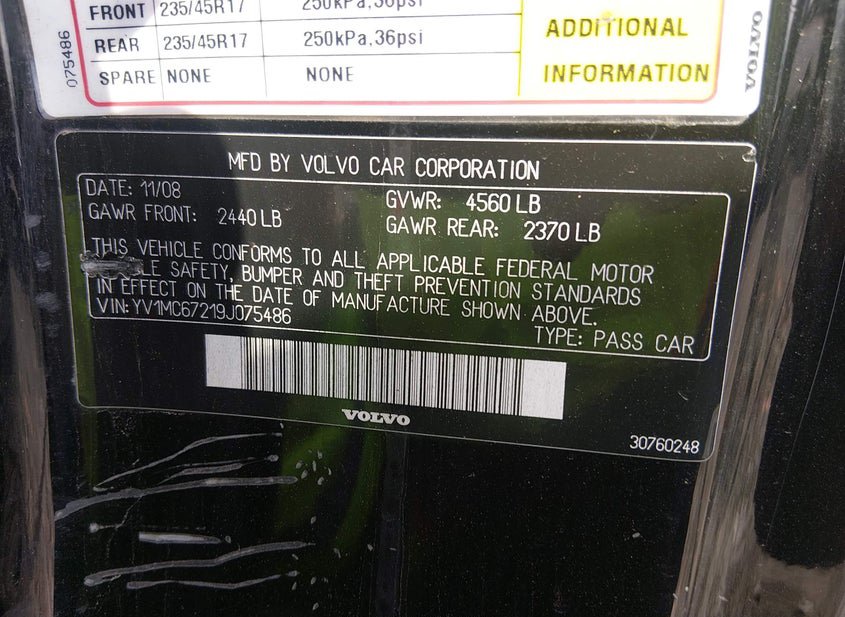 FRONT 235/45R17 250kPa,36psi
REAR 235/45R17 250kPa,36psi
SPARE NONE NONE
ADDITIONAL
INFORMATION
075486
VOLVO
MFD BY VOLVO CAR CORPORATION
DATE: 11/08 GVWR: 4560 LB
GAWR FRONT: 2440 LB GAWR REAR: 2370 LB
THIS VEHICLE CONFORMS TO ALL APPLICABLE FEDERAL MOTOR
LE SAFETY, BUMPER AND THEFT PREVENTION STANDARDS
IN EFFECT ON THE DATE OF MANUFACTURE SHOWN ABOVE.
VIN: YV1MC67219J075486
TYPE: PASS CAR
VOLVO
30760248